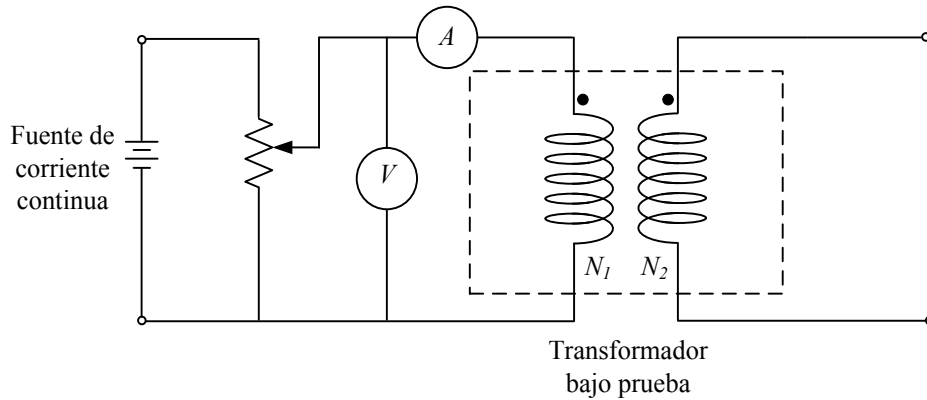 A
Fuente de
corriente
continua
V
N1 N2
Transformador
bajo prueba